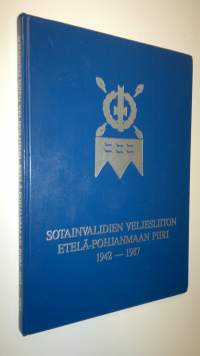 SOTAINVALIDIEN VELJESLIITON
ETELÄ-POHJANMAAN PIIRI
1942 — 1987